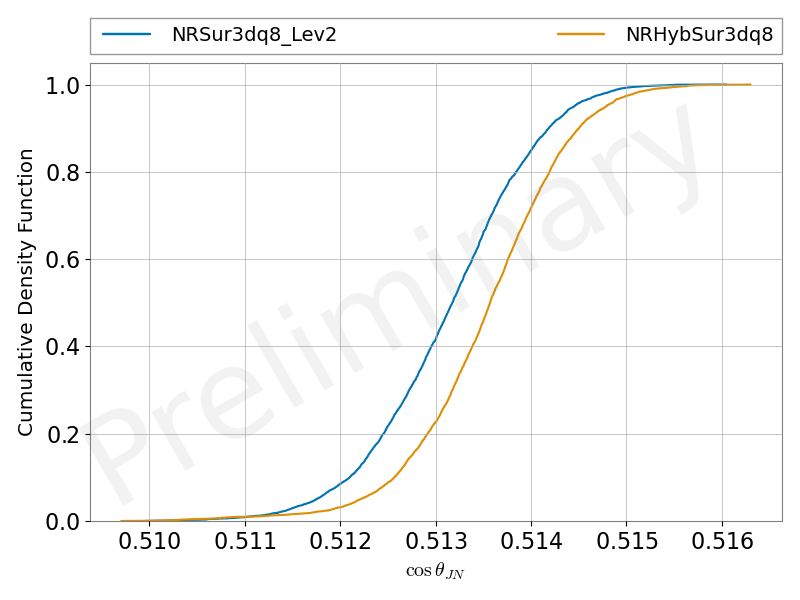 NRSur3dq8_Lev2 NRHybSur3dq8
1.0
0.8
0.6
0.4
0.2
0.0
Cumulative Density Function
Preliminary
0.510 0.511 0.512 0.513 0.514 0.515 0.516
cos θ_JN